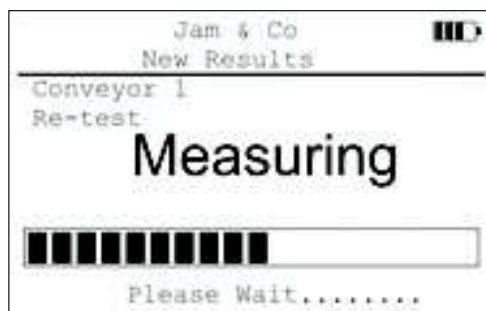 Jam & Co
New Results
Conveyor 1
Re-test
Measuring
Please Wait........